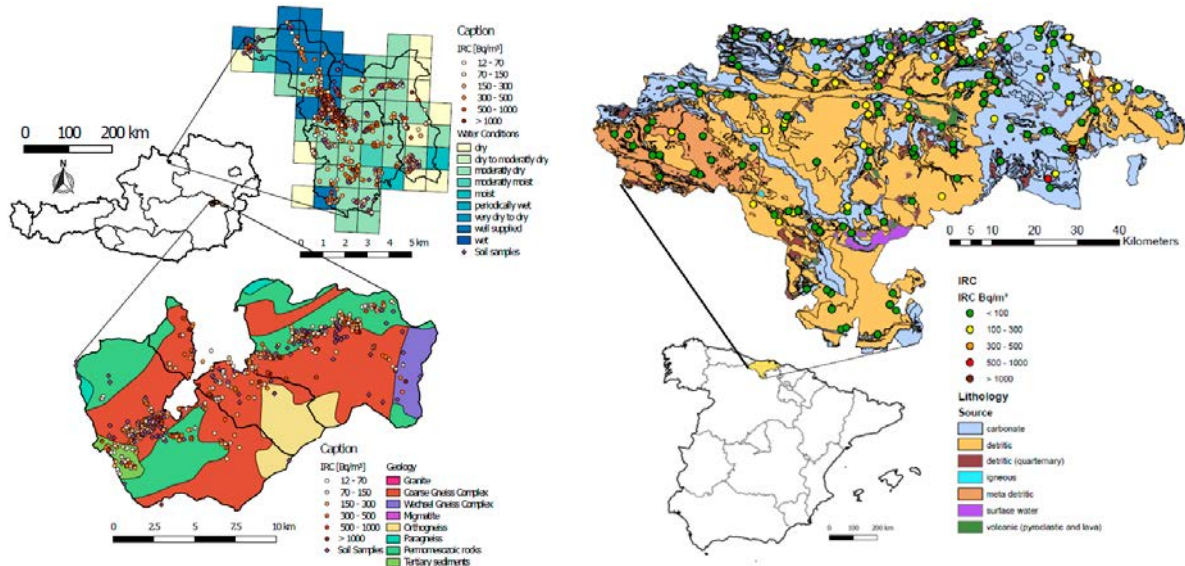 Caption
IRC [Bq/m³]
12 - 70
70 - 150
150 - 300
300 - 500
500 - 1000
> 1000
Water Conditions
dry
dry to moderatly dry
moderatly dry
moderatly moist
moist
periodically wet
very dry to dry
well supplied
wet
Soil samples
0 100 200 km
N
0 1 2 3 4 5 km
Caption
IRC [Bq/m³]
12 - 70
70 - 150
150 - 300
300 - 500
500 - 1000
> 1000
Soil Samples
Geology
Granite
Coarse Gneiss Complex
Wechsel Gneiss Complex
Migmatite
Orthogneiss
Paragneiss
Permomesozoic rocks
Tertiary sediments
0 2.5 5 7.5 10 km
0 5 10 20 30 40
Kilometers
IRC
IRC Bq/m³
< 100
100 - 300
300 - 500
500 - 1000
> 1000
Lithology
Source
carbonate
detritic
detritic (quarternary)
igneous
meta detritic
surface water
volcanic (pyroclastic and lava)
0 100 200 km